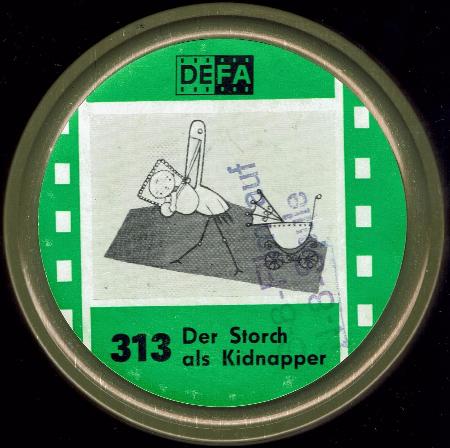 DEFA
313 Der Storch
als Kidnapper